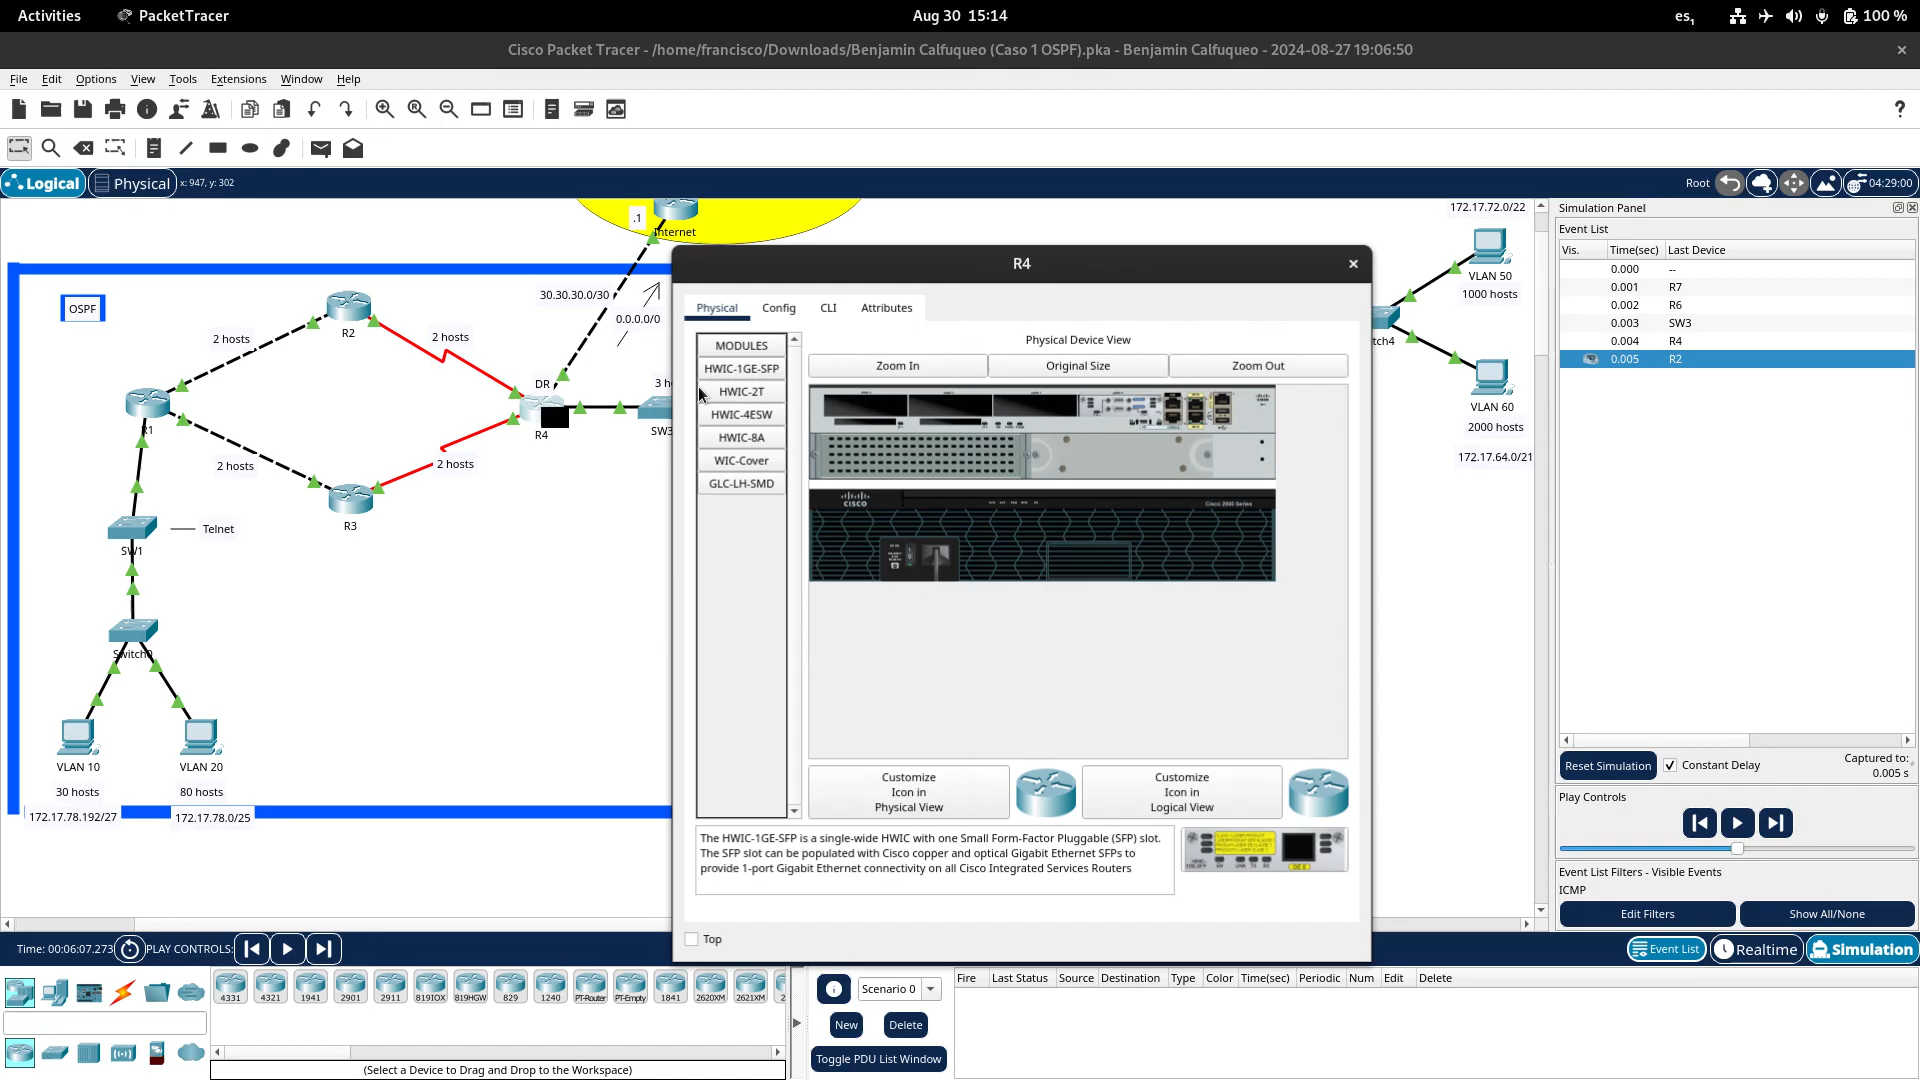 Activities
PacketTracer
Aug 30 15:14
es₁
100 %
Cisco Packet Tracer - /home/francisco/Downloads/Benjamin Calfuqueo (Caso 1 OSPF).pka - Benjamin Calfuqueo - 2024-08-27 19:06:50
File Edit Options View Tools Extensions Window Help
Logical
Physical
x: 947, y: 302
Root
04:29:00
.1
Internet
172.17.72.0/22
OSPF
2 hosts
R2
2 hosts
30.30.30.0/30
0.0.0.0/0
R1
DR
R4
3 h
SW3
2 hosts
2 hosts
R3
Telnet
SW1
Switch0
VLAN 10
VLAN 20
30 hosts
80 hosts
172.17.78.192/27
172.17.78.0/25
R4
Physical
Config
CLI
Attributes
MODULES
HWIC-1GE-SFP
HWIC-2T
HWIC-4ESW
HWIC-8A
WIC-Cover
GLC-LH-SMD
Physical Device View
Zoom In
Original Size
Zoom Out
CISCO
Cisco 2900 Series
Customize
Icon in
Physical View
Customize
Icon in
Logical View
The HWIC-1GE-SFP is a single-wide HWIC with one Small Form-Factor Pluggable (SFP) slot.
The SFP slot can be populated with Cisco copper and optical Gigabit Ethernet SFPs to
provide 1-port Gigabit Ethernet connectivity on all Cisco Integrated Services Routers
Top
VLAN 50
1000 hosts
tch4
VLAN 60
2000 hosts
172.17.64.0/21
Simulation Panel
Event List
Vis. Time(sec) Last Device
0.000 --
0.001 R7
0.002 R6
0.003 SW3
0.004 R4
0.005 R2
Reset Simulation
Constant Delay
Captured to:
0.005 s
Play Controls
Event List Filters - Visible Events
ICMP
Edit Filters
Show All/None
Time: 00:06:07.273
PLAY CONTROLS:
Event List
Realtime
Simulation
4331 4321 1941 2901 2911 819IOX 819HGW 829 1240 PT-Router PT-Empty 1841 2620XM 2621XM 2
(Select a Device to Drag and Drop to the Workspace)
Scenario 0
New
Delete
Toggle PDU List Window
Fire Last Status Source Destination Type Color Time(sec) Periodic Num Edit Delete